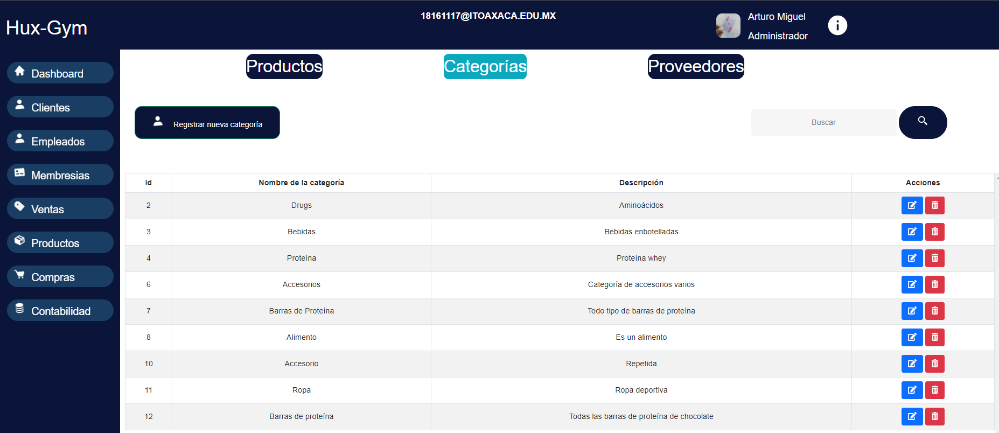 Hux-Gym
18161117@ITOAXACA.EDU.MX
Arturo Miguel
Administrador
Dashboard
Clientes
Empleados
Membresias
Ventas
Productos
Compras
Contabilidad
Productos Categorías Proveedores
Registrar nueva categoría
Buscar
Id Nombre de la categoría Descripción Acciones
2 Drugs Aminoácidos
3 Bebidas Bebidas enbotelladas
4 Proteína Proteína whey
6 Accesorios Categoría de accesorios varios
7 Barras de Proteína Todo tipo de barras de proteína
8 Alimento Es un alimento
10 Accesorio Repetida
11 Ropa Ropa deportiva
12 Barras de proteína Todas las barras de proteína de chocolate